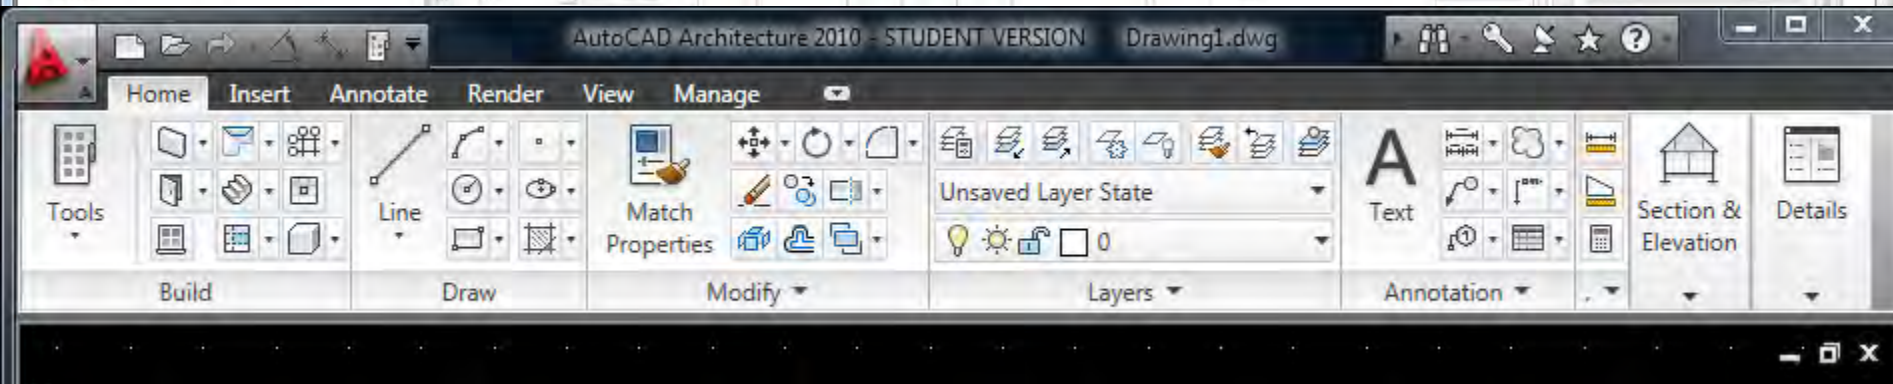 AutoCAD Architecture 2010 - STUDENT VERSION Drawing1.dwg
Home Insert Annotate Render View Manage
Tools
Line
Match
Properties
Unsaved Layer State
0
A
Text
Section &
Elevation
Details
Build Draw Modify Layers Annotation